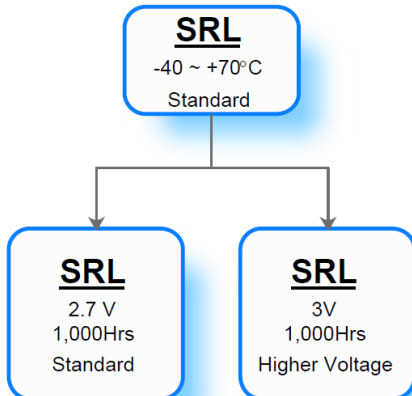 SRL
-40 ~ +70°C
Standard
SRL
2.7 V
1,000Hrs
Standard
SRL
3V
1,000Hrs
Higher Voltage